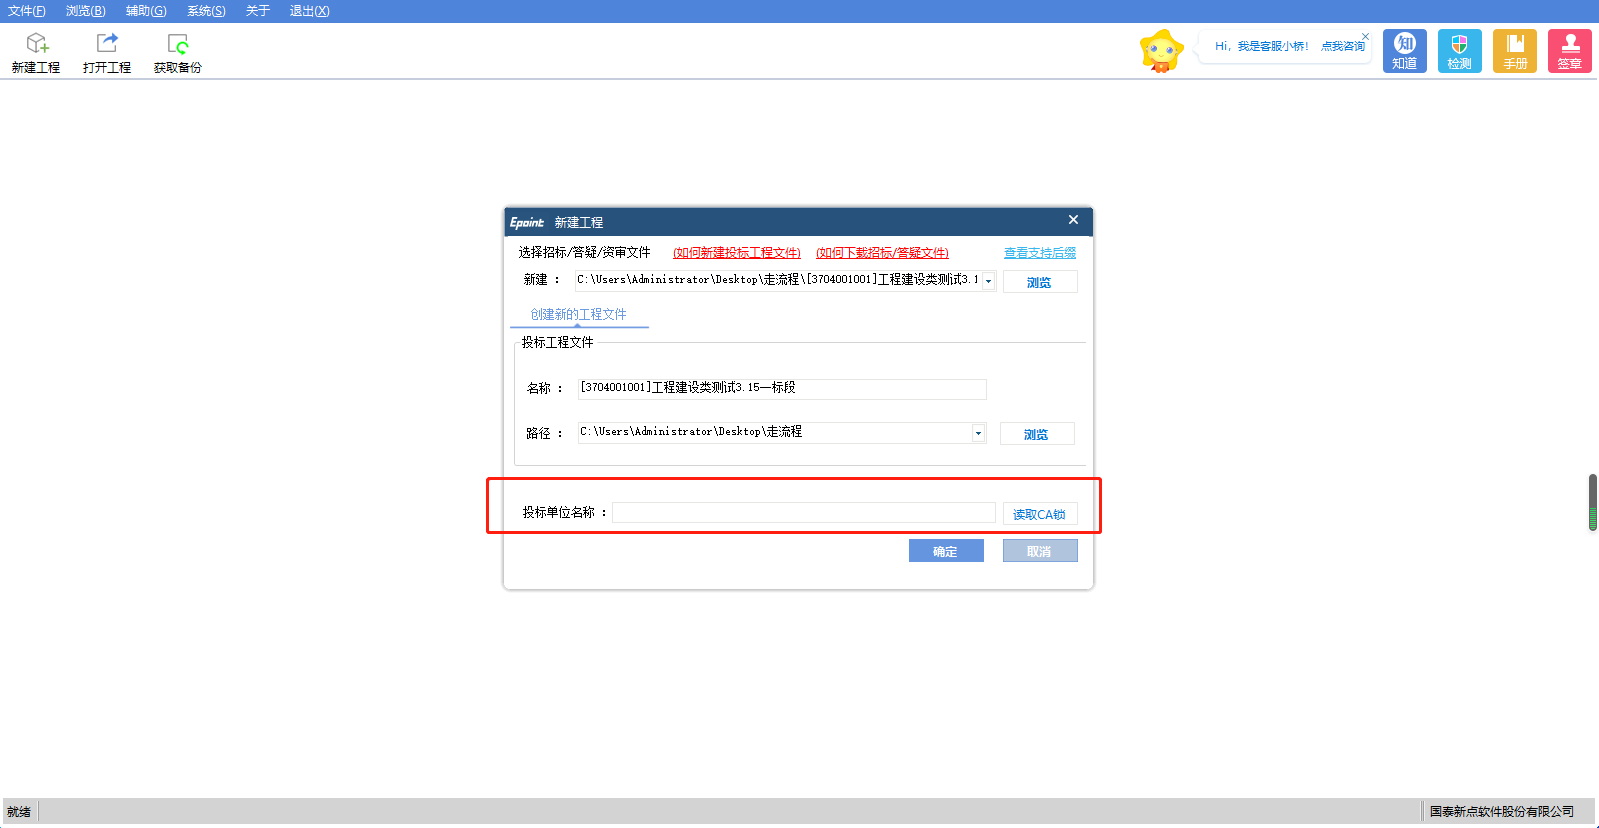 文件(F) 浏览(B) 辅助(G) 系统(S) 关于 退出(X)
新建工程 打开工程 获取备份
Hi，我是客服小桥！ 点我咨询
知 知道 检测 手册 签章
Epoint 新建工程
选择招标/答疑/资审文件 (如何新建投标工程文件) (如何下载招标/答疑文件) 查看支持后缀
新建： C:\Users\Administrator\Desktop\走流程\[3704001001]工程建设类测试3.1 浏览
创建新的工程文件
投标工程文件
名称： [3704001001]工程建设类测试3.15一标段
路径： C:\Users\Administrator\Desktop\走流程 浏览
投标单位名称： 读取CA锁
确定 取消
就绪 国泰新点软件股份有限公司